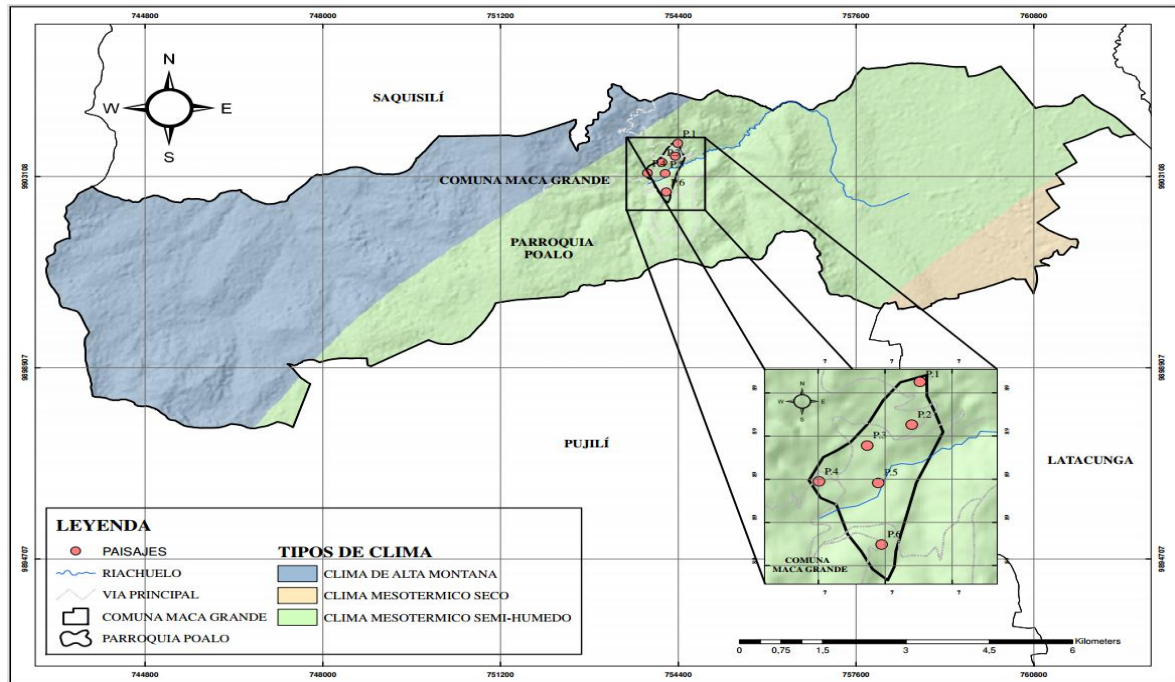 744800 748000 751200 754400 757600 760800
N
W E
S
SAQUISILÍ
P.1
9903108 9903108
COMUNA MACA GRANDE
P.6
PARROQUIA
POALO
9898907 9898907
PUJILÍ
LATACUNGA
N
W E
S
P.1
P.2
P.3
P.4
P.5
P.6
COMUNA
MACA GRANDE
LEYENDA
PAISAJES
RIACHUELO
VIA PRINCIPAL
COMUNA MACA GRANDE
PARROQUIA POALO
TIPOS DE CLIMA
CLIMA DE ALTA MONTANA
CLIMA MESOTERMICO SECO
CLIMA MESOTERMICO SEMI-HUMEDO
9894707 9894707
Kilometers
0 0,75 1,5 3 4,5 6
744800 748000 751200 754400 757600 760800